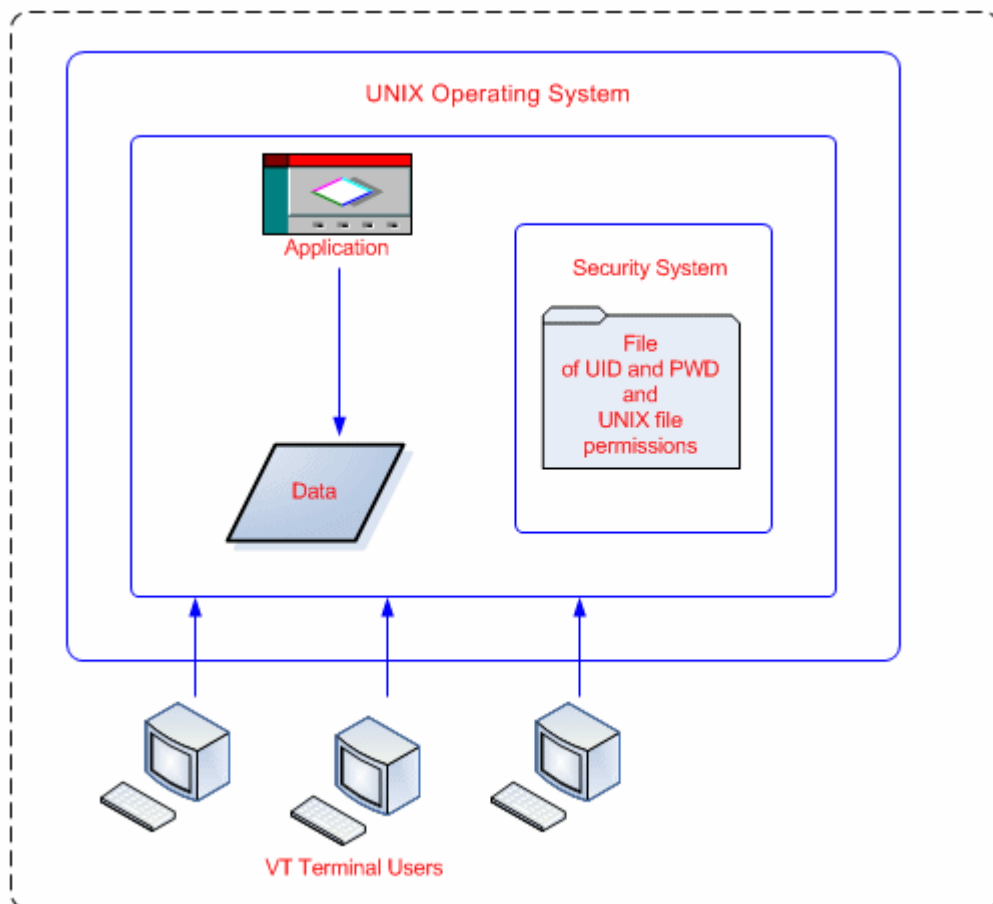 UNIX Operating System
Application
Security System
File
of UID and PWD
and
UNIX file
permissions
Data
VT Terminal Users